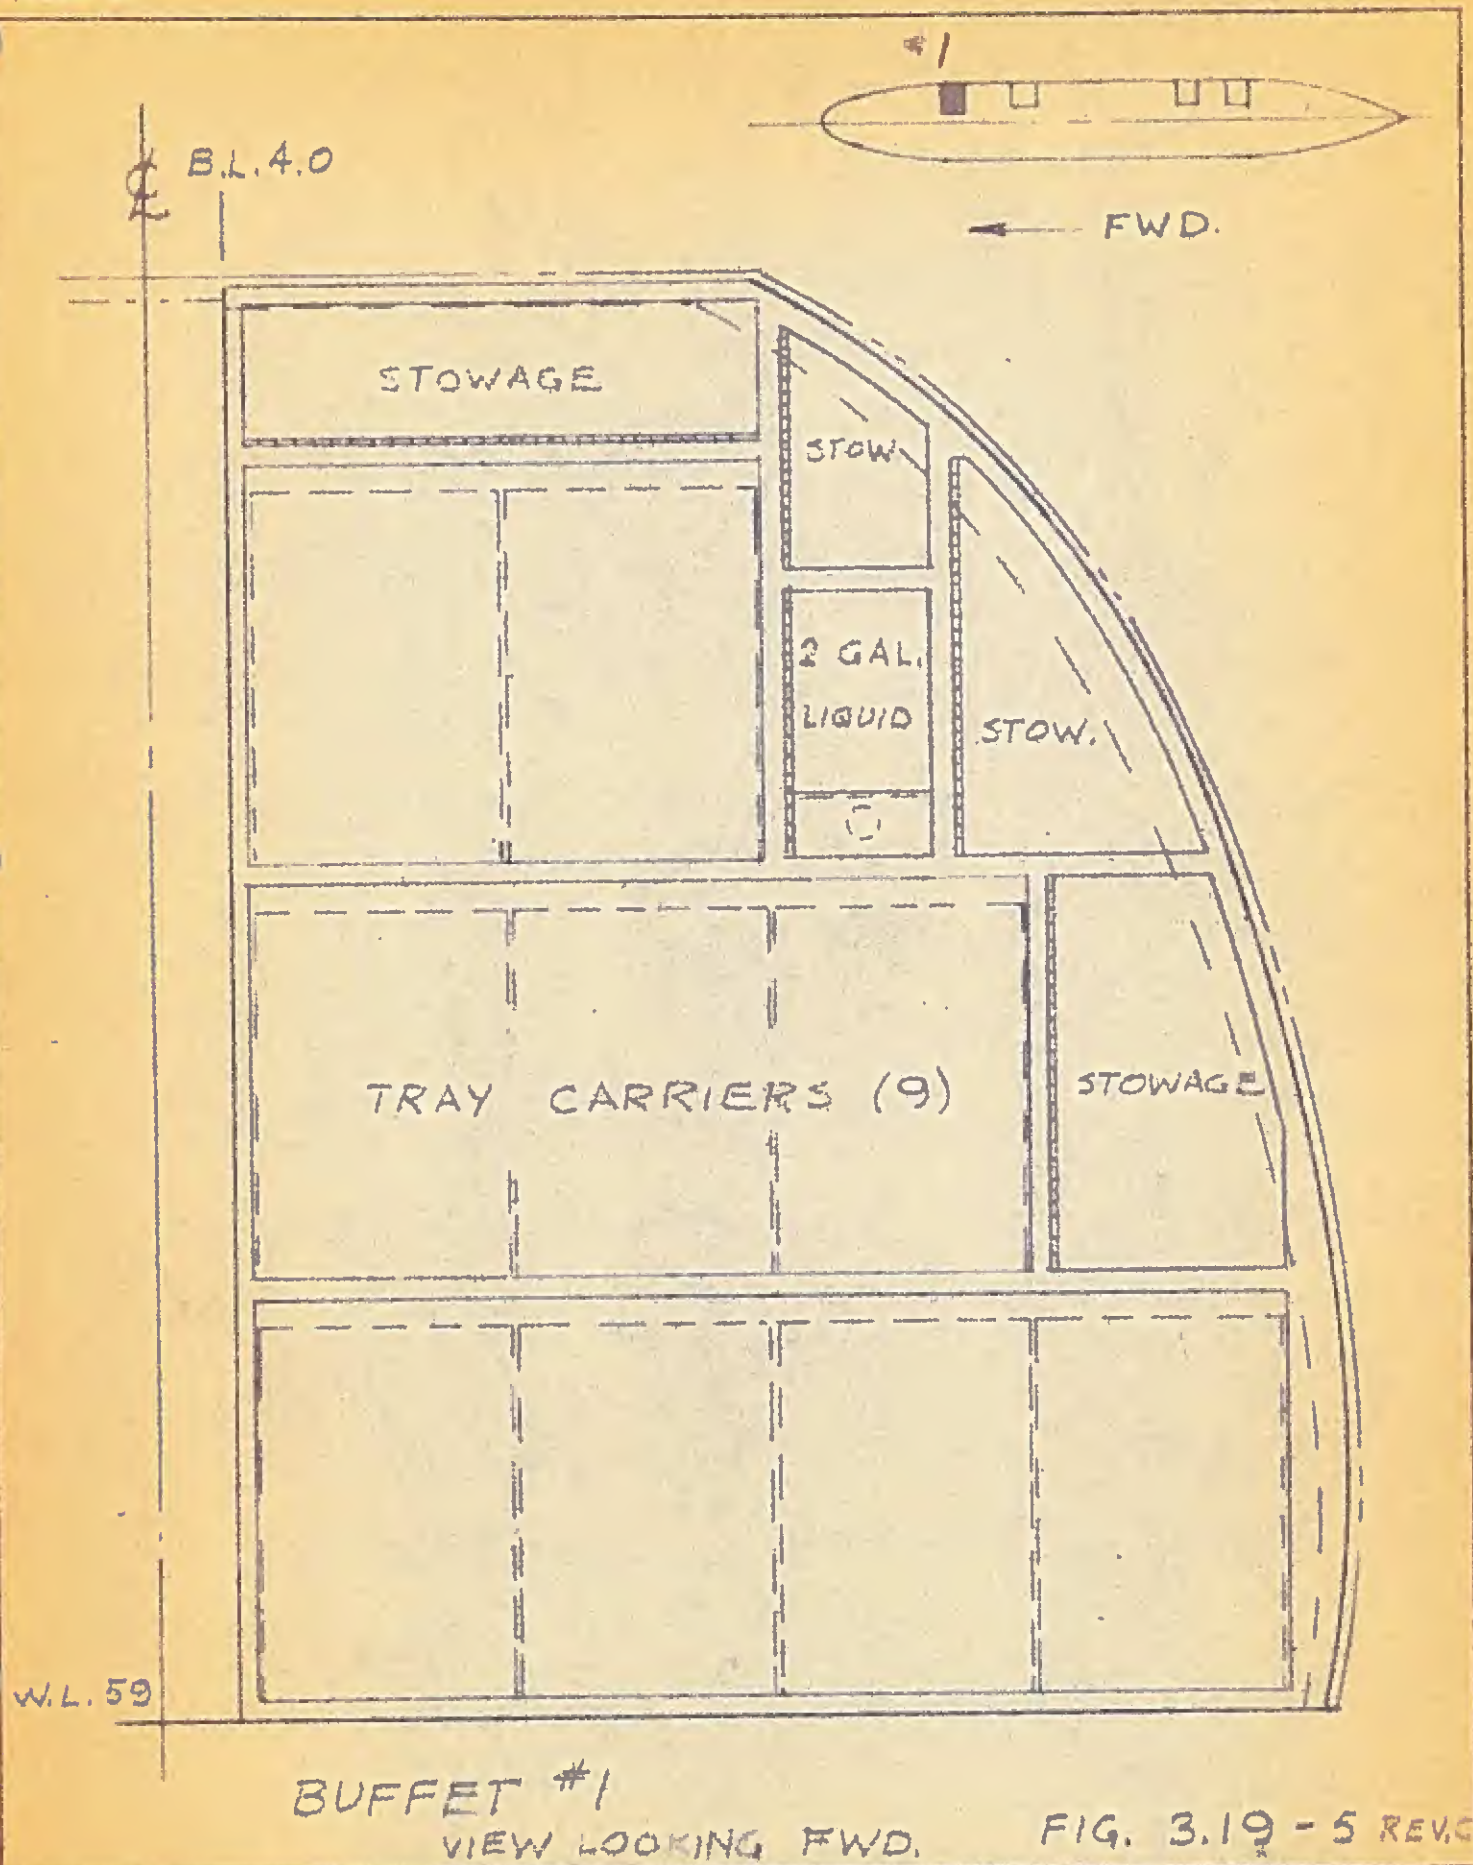 #1
℄ B.L. 4.0
← FWD.
STOWAGE
STOW.
2 GAL.
LIQUID
STOW.
TRAY CARRIERS (9)
STOWAGE
W.L. 59
BUFFET #1
VIEW LOOKING FWD.
FIG. 3.19 - 5 REV.